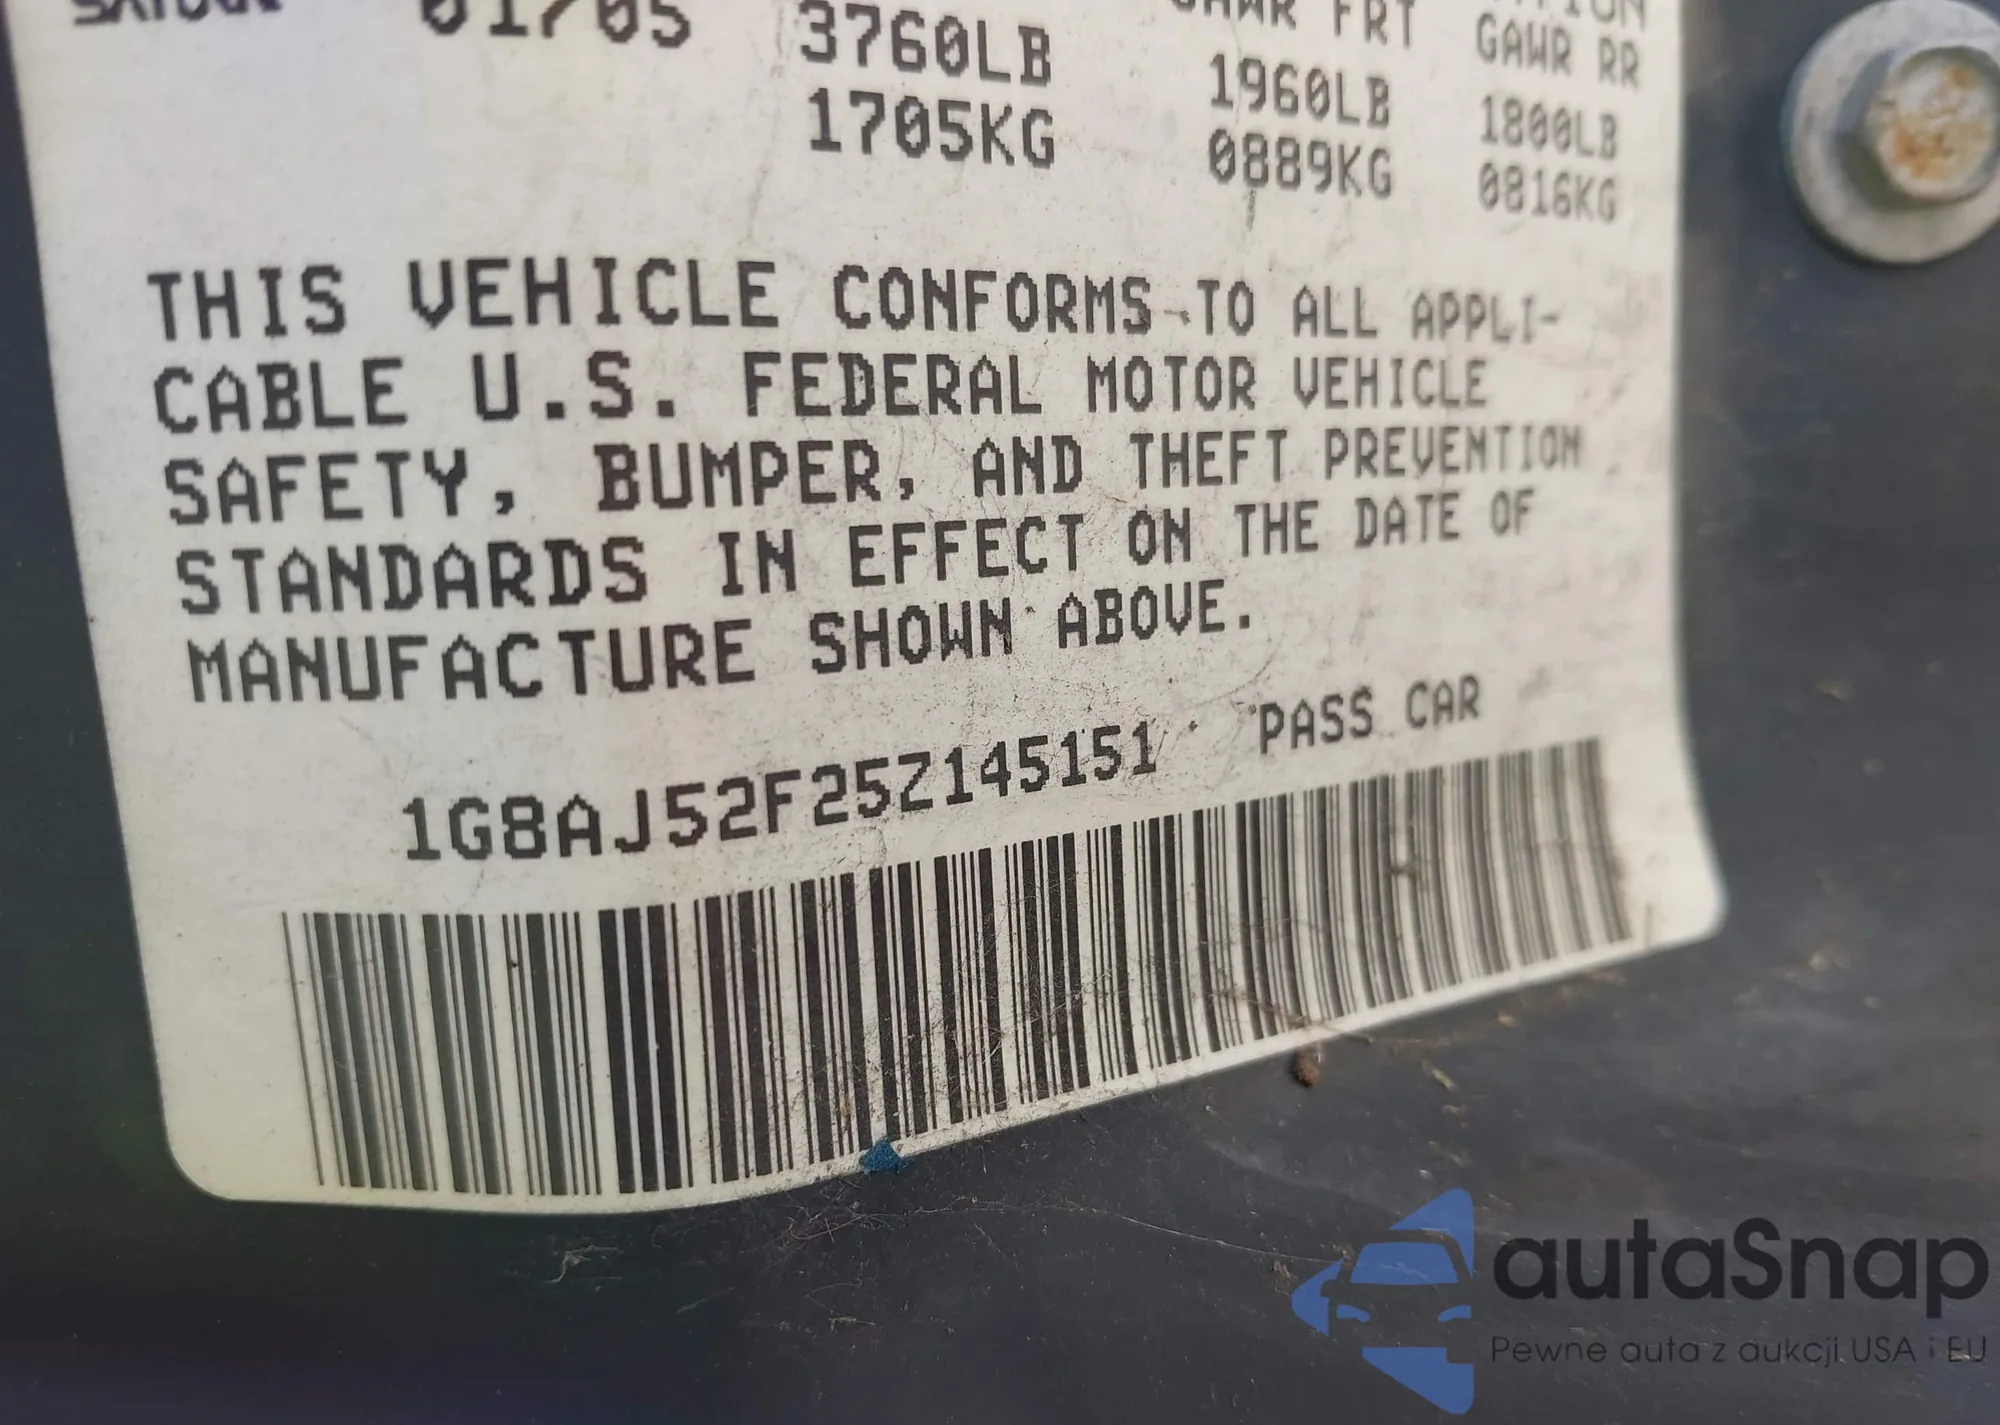 01/05 3760LB GAWR FRT GAWR RR
1705KG 1960LB 1800LB
0889KG 0816KG
THIS VEHICLE CONFORMS TO ALL APPLI-
CABLE U.S. FEDERAL MOTOR VEHICLE
SAFETY, BUMPER, AND THEFT PREVENTION
STANDARDS IN EFFECT ON THE DATE OF
MANUFACTURE SHOWN ABOVE.
1G8AJ52F25Z145151 PASS CAR
autaSnap
Pewne auta z aukcji USA i EU